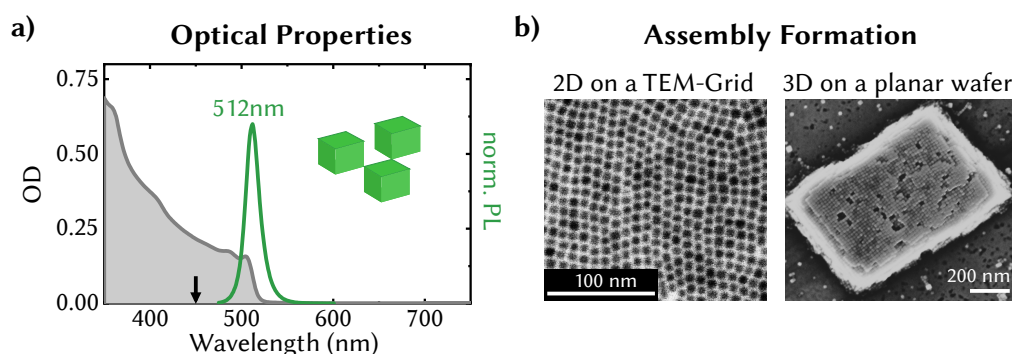 a) Optical Properties
0.75
0.50
0.25
0.00
OD
512nm
norm. PL
400 500 600 700
Wavelength (nm)
b) Assembly Formation
2D on a TEM-Grid
3D on a planar wafer
100 nm
200 nm